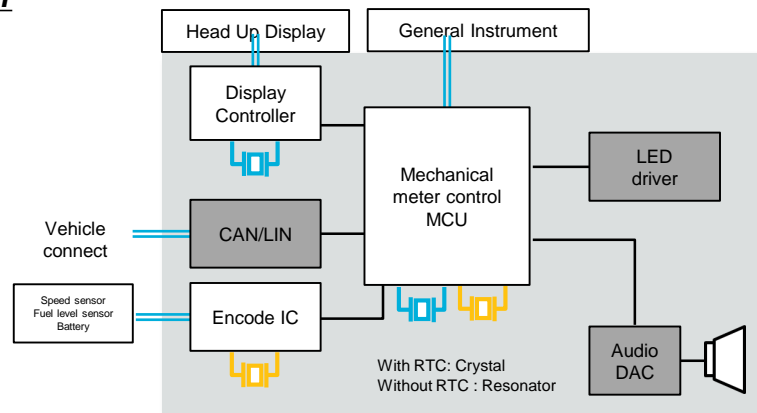 Head Up Display
General Instrument
Display
Controller
Mechanical
meter control
MCU
LED
driver
Vehicle
connect
CAN/LIN
Speed sensor
Fuel level sensor
Battery
Encode IC
With RTC: Crystal
Without RTC : Resonator
Audio
DAC